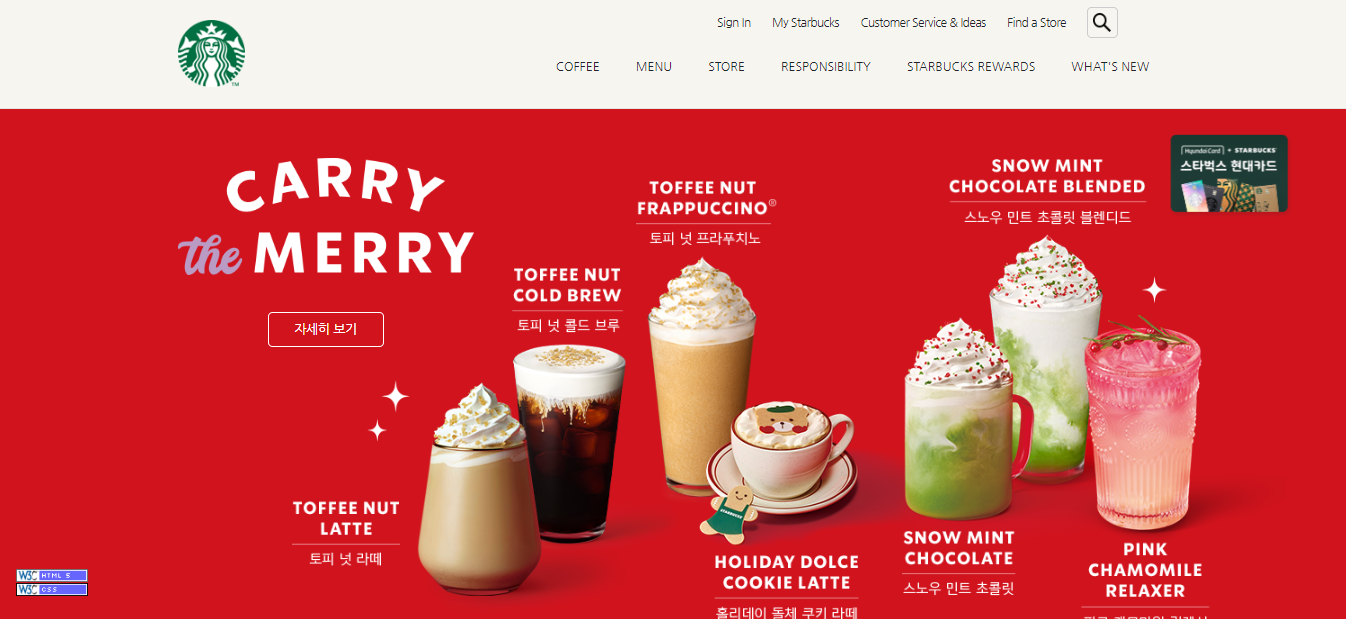 Sign In
My Starbucks
Customer Service & Ideas
Find a Store
COFFEE
MENU
STORE
RESPONSIBILITY
STARBUCKS REWARDS
WHAT'S NEW
CARRY
the MERRY
자세히 보기
TOFFEE NUT
LATTE
토피 넛 라떼
TOFFEE NUT
COLD BREW
토피 넛 콜드 브루
TOFFEE NUT
FRAPPUCCINO®
토피 넛 프라푸치노
STARBUCKS
HOLIDAY DOLCE
COOKIE LATTE
홀리데이 돌체 쿠키 라떼
SNOW MINT
CHOCOLATE BLENDED
스노우 민트 초콜릿 블렌디드
SNOW MINT
CHOCOLATE
스노우 민트 초콜릿
PINK
CHAMOMILE
RELAXER
HyundaiCard + STARBUCKS
스타벅스 현대카드
W3C HTML 5
W3C CSS
TM